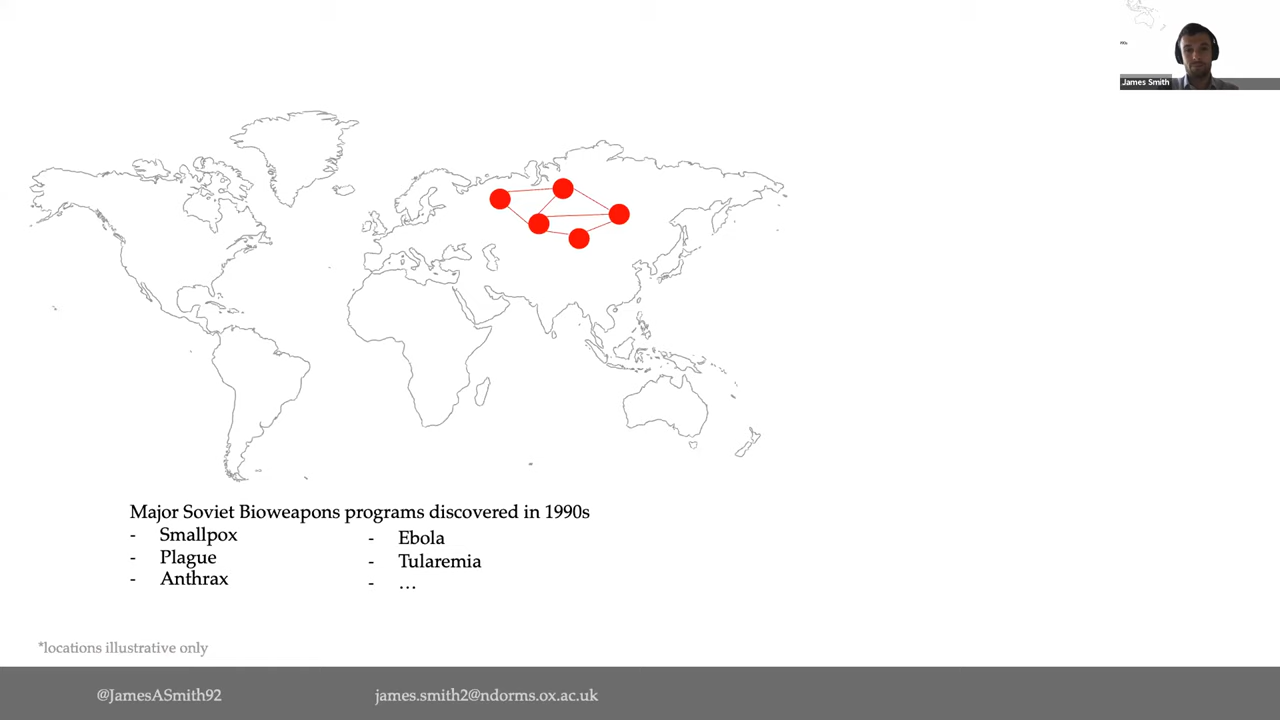 James Smith
Major Soviet Bioweapons programs discovered in 1990s
- Smallpox
- Plague
- Anthrax
- Ebola
- Tularemia
- …
*locations illustrative only
@JamesASmith92
james.smith2@ndorms.ox.ac.uk